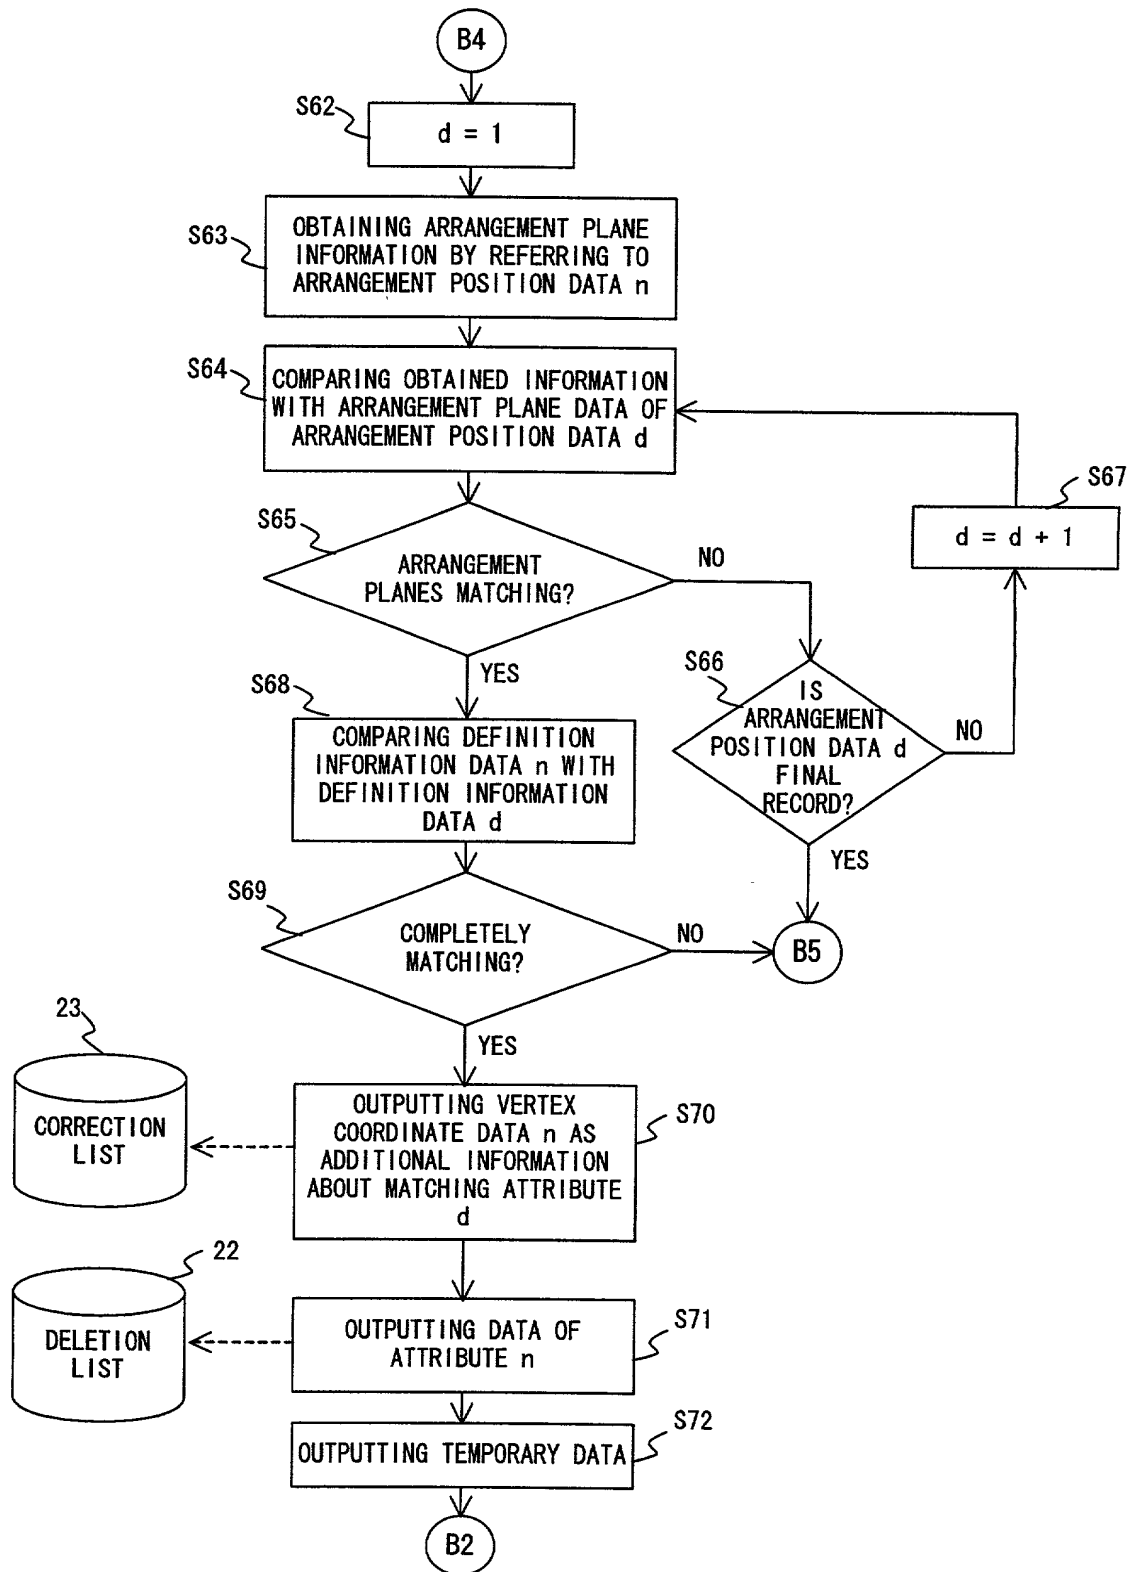 B4
S62
d = 1
S63
OBTAINING ARRANGEMENT PLANE
INFORMATION BY REFERRING TO
ARRANGEMENT POSITION DATA n
S64
COMPARING OBTAINED INFORMATION
WITH ARRANGEMENT PLANE DATA OF
ARRANGEMENT POSITION DATA d
S67
d = d + 1
S65
ARRANGEMENT
PLANES MATCHING?
NO
YES
S66
IS
ARRANGEMENT
POSITION DATA d
FINAL
RECORD?
NO
YES
S68
COMPARING DEFINITION
INFORMATION DATA n WITH
DEFINITION INFORMATION
DATA d
S69
COMPLETELY
MATCHING?
NO
B5
YES
23
CORRECTION
LIST
OUTPUTTING VERTEX
COORDINATE DATA n AS
ADDITIONAL INFORMATION
ABOUT MATCHING ATTRIBUTE
d
S70
22
DELETION
LIST
OUTPUTTING DATA OF
ATTRIBUTE n
S71
S72
OUTPUTTING TEMPORARY DATA
B2